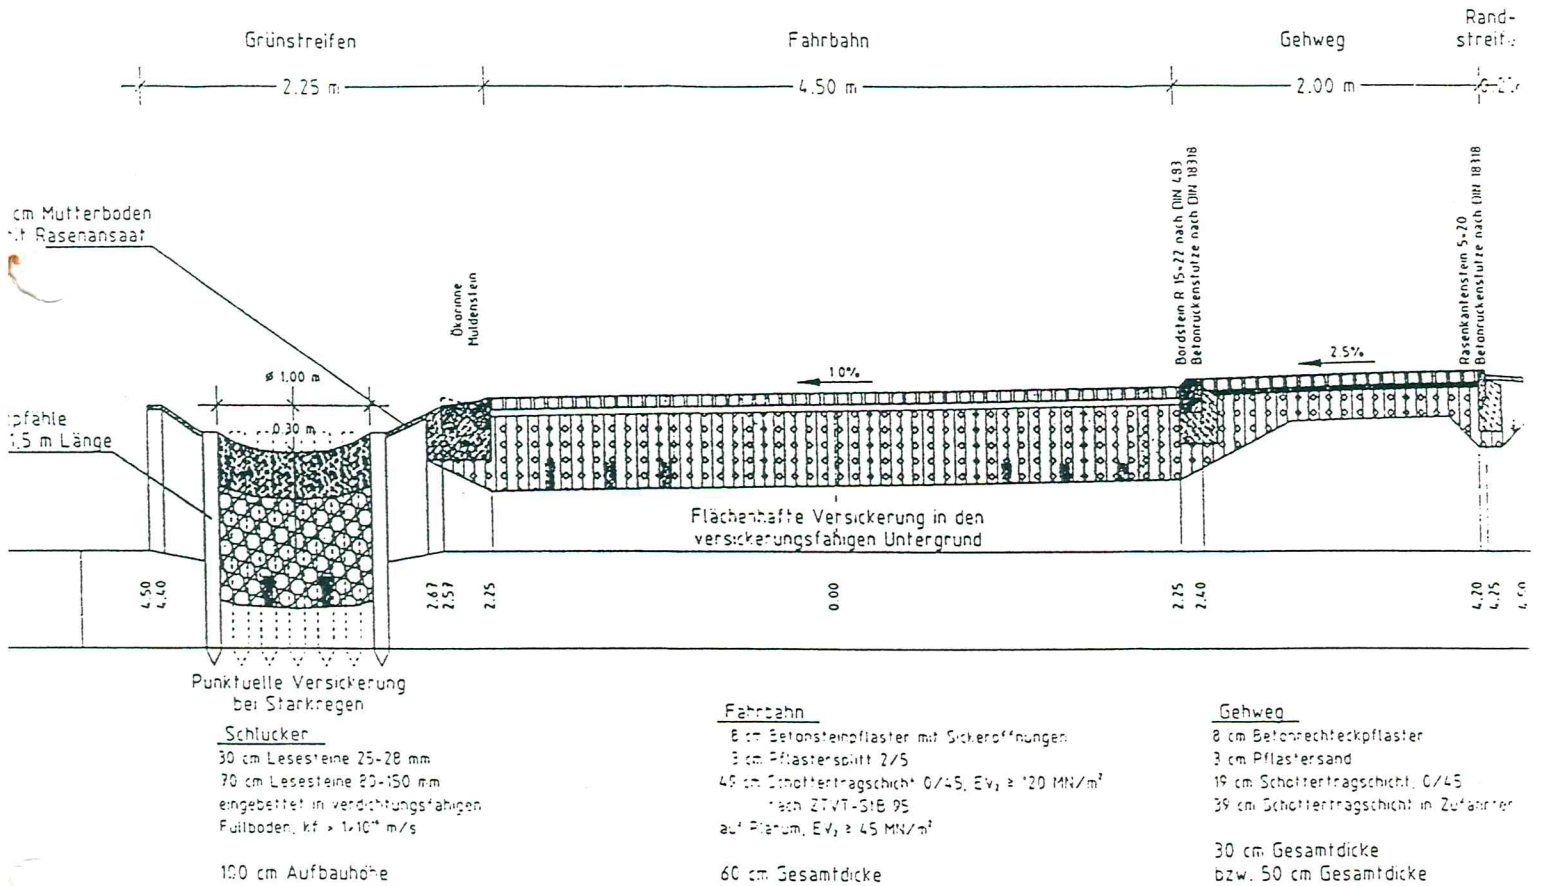 Grünstreifen
Fahrbahn
Gehweg
Rand-
2.25 m
4.50 m
2.00 m
cm Mutterboden
Rasenansaat
Ökorinne
Muldenstein
Bordstein R 15×22 nach DIN 483
Betonrückenstütze nach DIN 18318
Rasenkantenstein 5×20
Betonrückenstütze nach DIN 18318
ø 1.00 m
0.30 m
1.0%
2.5%
m Länge
Flächenhafte Versickerung in den
versickerungsfähigen Untergrund
4.50
4.40
2.67
2.57
2.25
0.00
2.25
2.40
4.20
4.25
Punktuelle Versickerung
bei Starkregen
Schlucker
30 cm Lesesteine 25-28 mm
70 cm Lesesteine 80-150 mm
eingebettet in verdichtungsfähigen
Füllboden, kf > m/s
100 cm Aufbauhöhe
Fahrbahn
8 cm Betonsteinpflaster mit Sickeröffnungen
3 cm Pflastersplitt 2/5
49 cm Schottertragschicht 0/45, EV₂ ≥ 120 MN/m²
nach ZTVT-StB 95
auf Planum, EV₂ ≥ 45 MN/m²
60 cm Gesamtdicke
Gehweg
8 cm Betonrechteckpflaster
3 cm Pflastersand
19 cm Schottertragschicht, 0/45
39 cm Schottertragschicht in
30 cm Gesamtdicke
bzw. 50 cm Gesamtdicke